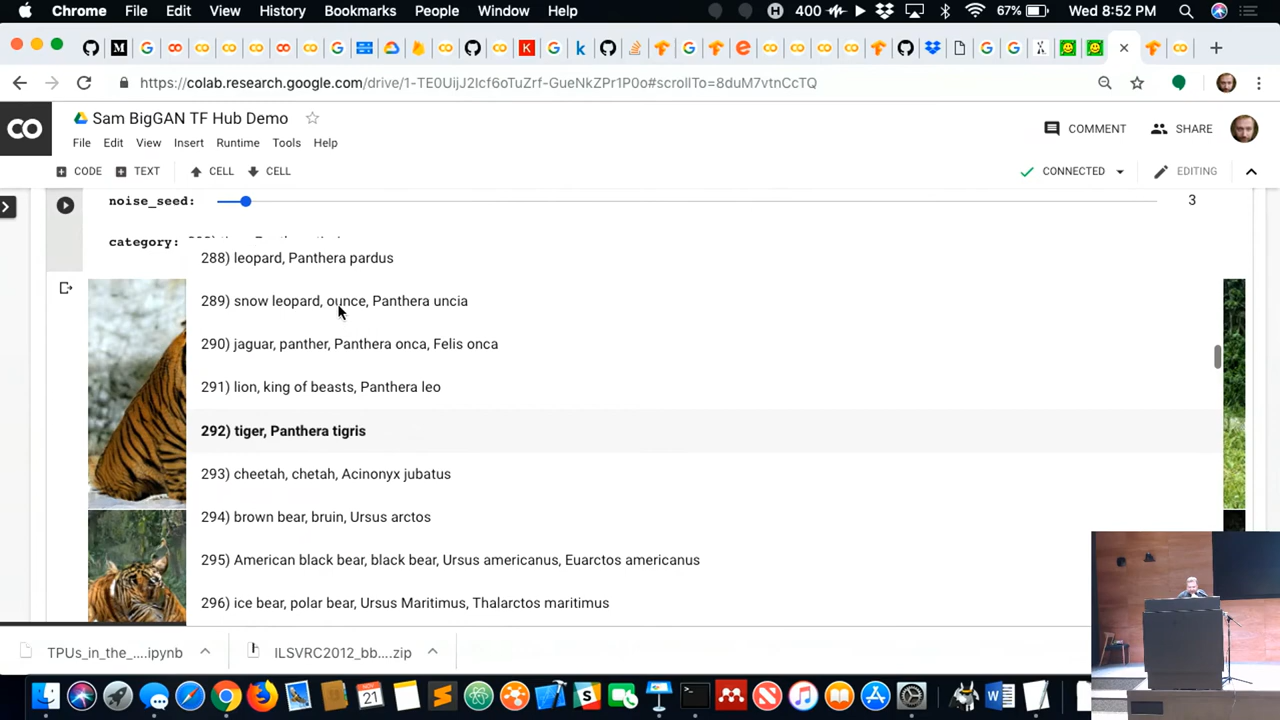 Chrome File Edit View History Bookmarks People Window Help 400 67% Wed 8:52 PM
https://colab.research.google.com/drive/1-TE0UijJ2Icf6oTuZrf-GueNkZPr1P0o#scrollTo=8duM7vtnCcTQ
CO Sam BigGAN TF Hub Demo COMMENT SHARE
File Edit View Insert Runtime Tools Help
CODE TEXT CELL CELL CONNECTED EDITING
noise_seed: 3
category:
288) leopard, Panthera pardus
289) snow leopard, ounce, Panthera uncia
290) jaguar, panther, Panthera onca, Felis onca
291) lion, king of beasts, Panthera leo
292) tiger, Panthera tigris
293) cheetah, chetah, Acinonyx jubatus
294) brown bear, bruin, Ursus arctos
295) American black bear, black bear, Ursus americanus, Euarctos americanus
296) ice bear, polar bear, Ursus Maritimus, Thalarctos maritimus
TPUs_in_the_....ipynb ILSVRC2012_bb....zip